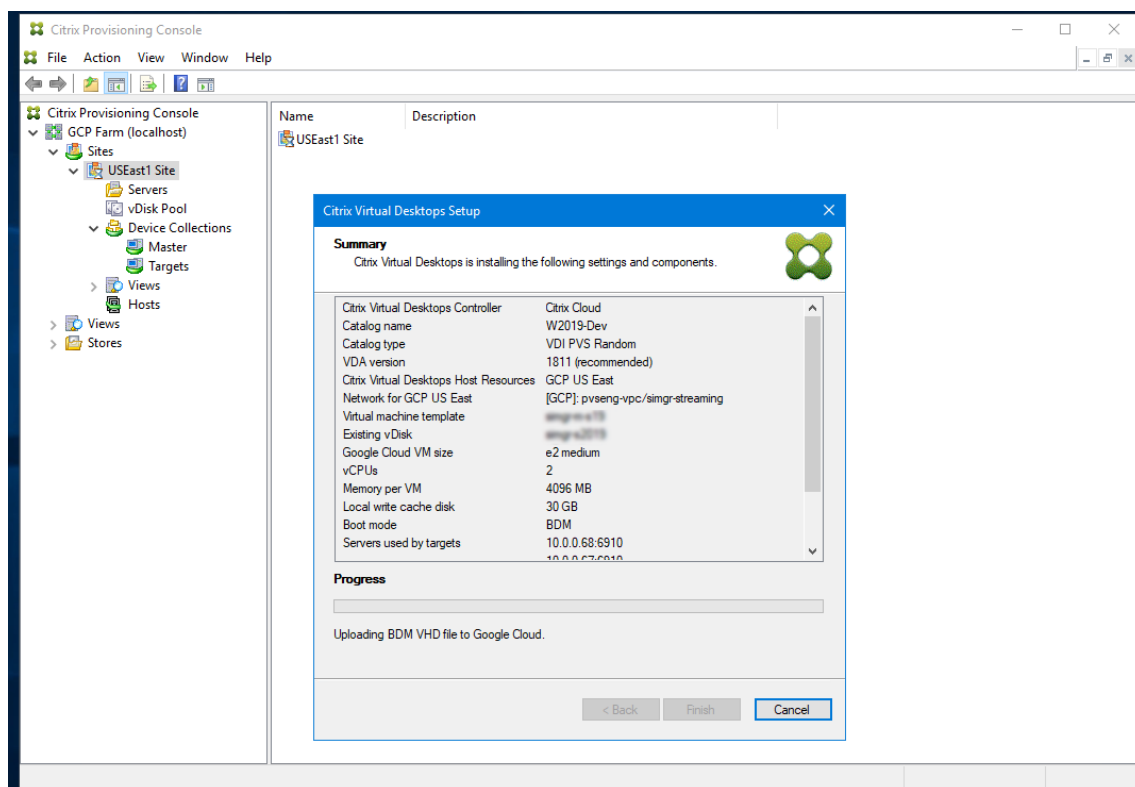 Citrix Provisioning Console
File Action View Window Help
Citrix Provisioning Console
GCP Farm (localhost)
Sites
USEast1 Site
Servers
vDisk Pool
Device Collections
Master
Targets
Views
Hosts
Views
Stores
Name Description
USEast1 Site
Citrix Virtual Desktops Setup
Summary
Citrix Virtual Desktops is installing the following settings and components.
Citrix Virtual Desktops Controller Citrix Cloud
Catalog name W2019-Dev
Catalog type VDI PVS Random
VDA version 1811 (recommended)
Citrix Virtual Desktops Host Resources GCP US East
Network for GCP US East [GCP]: pvseng-vpc/simgr-streaming
Virtual machine template
Existing vDisk
Google Cloud VM size e2 medium
vCPUs 2
Memory per VM 4096 MB
Local write cache disk 30 GB
Boot mode BDM
Servers used by targets 10.0.0.68:6910
10.0.0.67:6910
Progress
Uploading BDM VHD file to Google Cloud.
< Back Finish Cancel